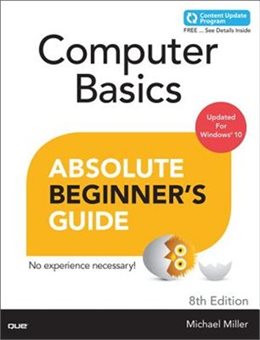 Content Update
Program
FREE ... See Details Inside
Computer
Basics
Updated
For
Windows® 10
ABSOLUTE
BEGINNER'S
GUIDE
No experience necessary!
8th Edition
Michael Miller
que